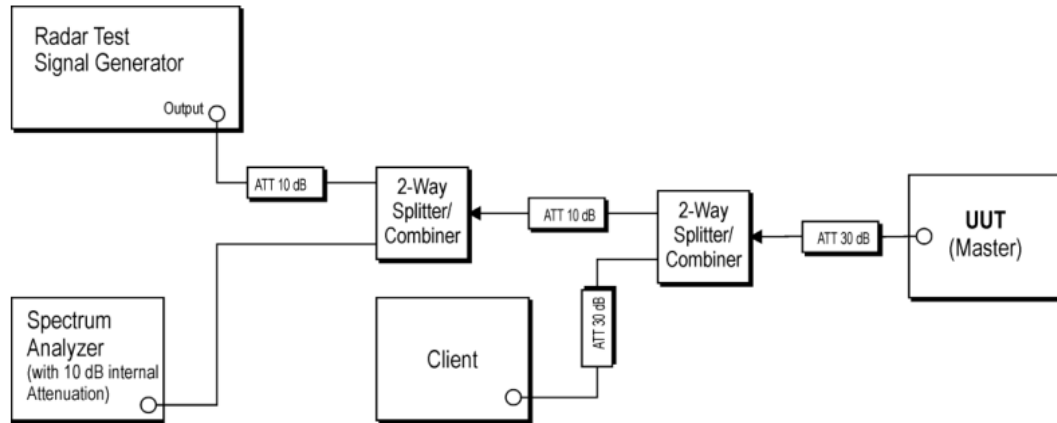 Radar Test
Signal Generator
Output
ATT 10 dB
2-Way
Splitter/
Combiner
ATT 10 dB
2-Way
Splitter/
Combiner
ATT 30 dB
UUT
(Master)
Spectrum
Analyzer
(with 10 dB internal
Attenuation)
Client
ATT 30 dB